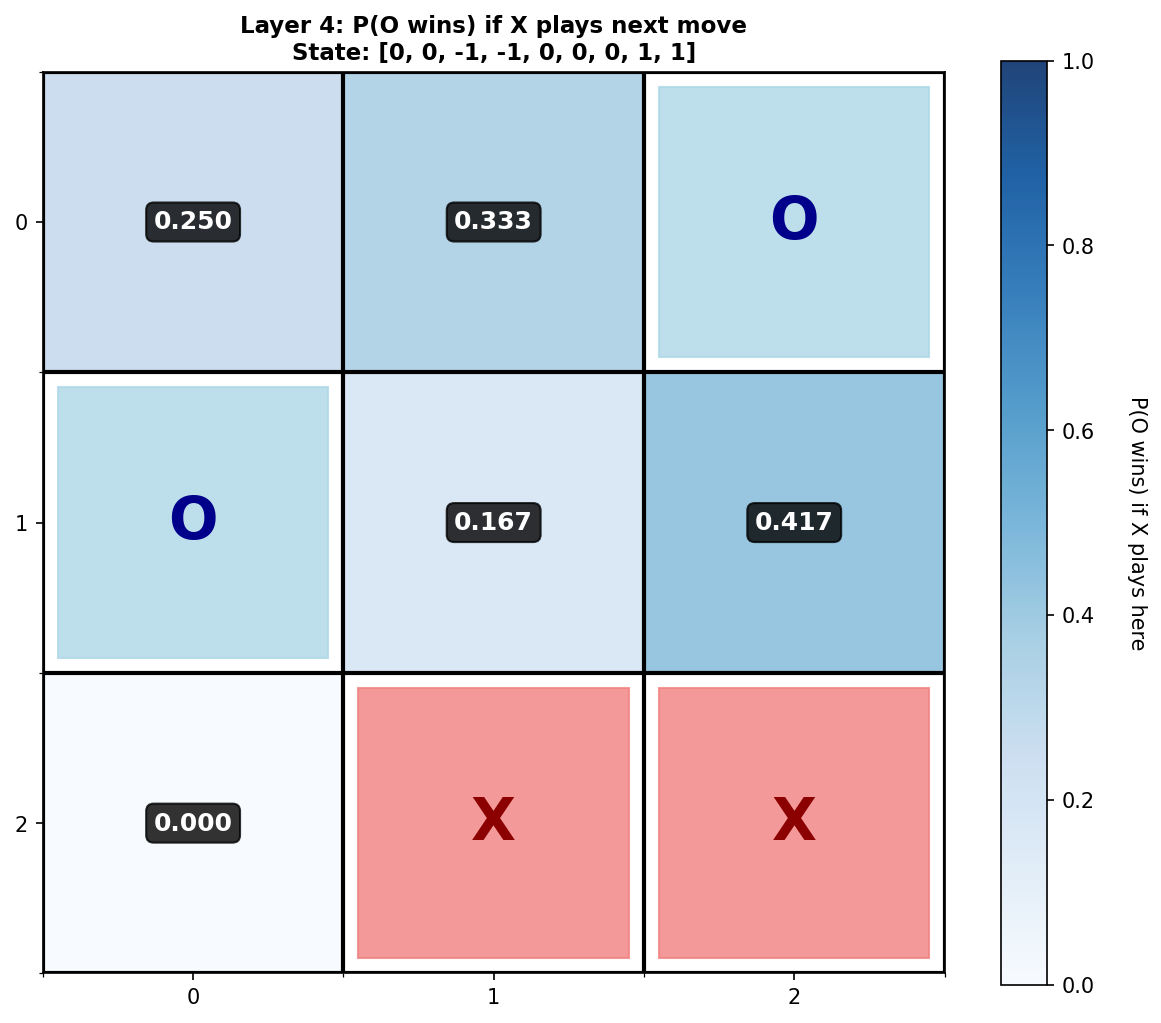 Layer 4: P(O wins) if X plays next move
State: [0, 0, -1, -1, 0, 0, 0, 1, 1]
0
0.250
0.333
O
1
O
0.167
0.417
2
0.000
X
X
0
1
2
1.0
0.8
0.6
0.4
0.2
0.0
P(O wins) if X plays here